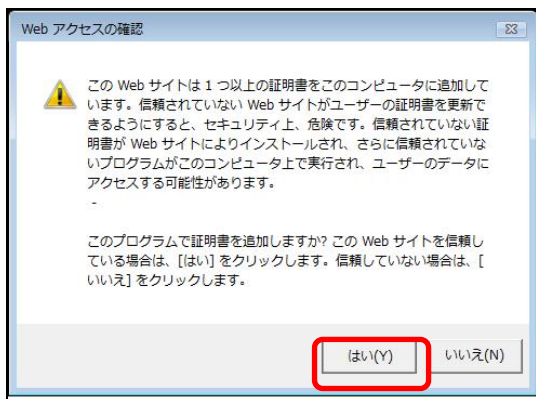 Web アクセスの確認
この Web サイトは 1 つ以上の証明書をこのコンピュータに追加して
います。信頼されていない Web サイトがユーザーの証明書を更新で
きるようにすると、セキュリティ上、危険です。信頼されていない証
明書が Web サイトによりインストールされ、さらに信頼されていな
いプログラムがこのコンピュータ上で実行され、ユーザーのデータに
アクセスする可能性があります。
-
このプログラムで証明書を追加しますか? この Web サイトを信頼し
ている場合は、[はい] をクリックします。信頼していない場合は、[
いいえ] をクリックします。
はい(Y) いいえ(N)